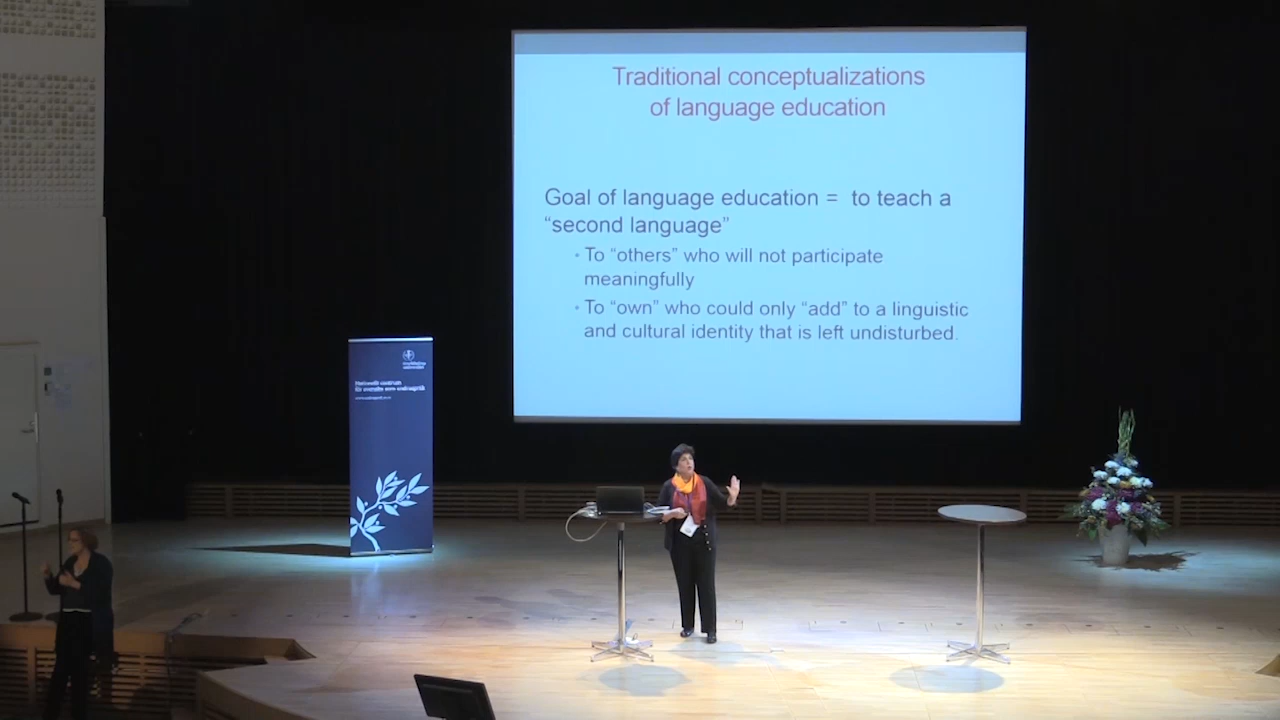 Traditional conceptualizations
of language education
Goal of language education = to teach a
“second language”
• To “others” who will not participate
meaningfully
• To “own” who could only “add” to a linguistic
and cultural identity that is left undisturbed.